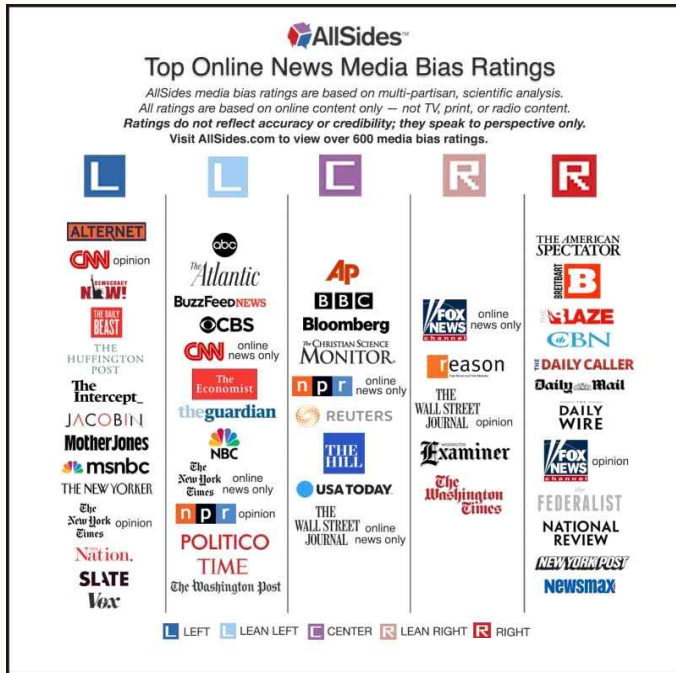 AllSides™
Top Online News Media Bias Ratings
AllSides media bias ratings are based on multi-partisan, scientific analysis.
All ratings are based on online content only — not TV, print, or radio content.
Ratings do not reflect accuracy or credibility; they speak to perspective only.
Visit AllSides.com to view over 600 media bias ratings.
L
L
C
R
R
ALTERNET
CNN opinion
DEMOCRACY
NOW!
THE DAILY
BEAST
THE
HUFFINGTON
POST
The
Intercept_
JACOBIN
MotherJones
msnbc
THE NEW YORKER
The
New York
Times
opinion
The
Nation.
SLATE
Vox
abc
The
Atlantic
BUZZFEED NEWS
CBS
CNN online
news only
The
Economist
theguardian
NBC
The
New York
Times
online
news only
npr opinion
POLITICO
TIME
The Washington Post
AP
BBC
Bloomberg
The CHRISTIAN SCIENCE
MONITOR
npr online
news only
REUTERS
THE
HILL
USA TODAY
THE
WALL STREET
JOURNAL
online
news only
FOX
NEWS
channel
online
news only
reason
THE
WALL STREET
JOURNAL
opinion
WASHINGTON
Examiner
The
Washington
Times
THE AMERICAN
SPECTATOR
BREITBART
B
THE BLAZE
CBN
THE DAILY CALLER
Daily Mail
THE
DAILY
WIRE
FOX
NEWS
channel
opinion
the
FEDERALIST
NATIONAL
REVIEW
NEW YORK POST
Newsmax
L LEFT L LEAN LEFT C CENTER R LEAN RIGHT R RIGHT